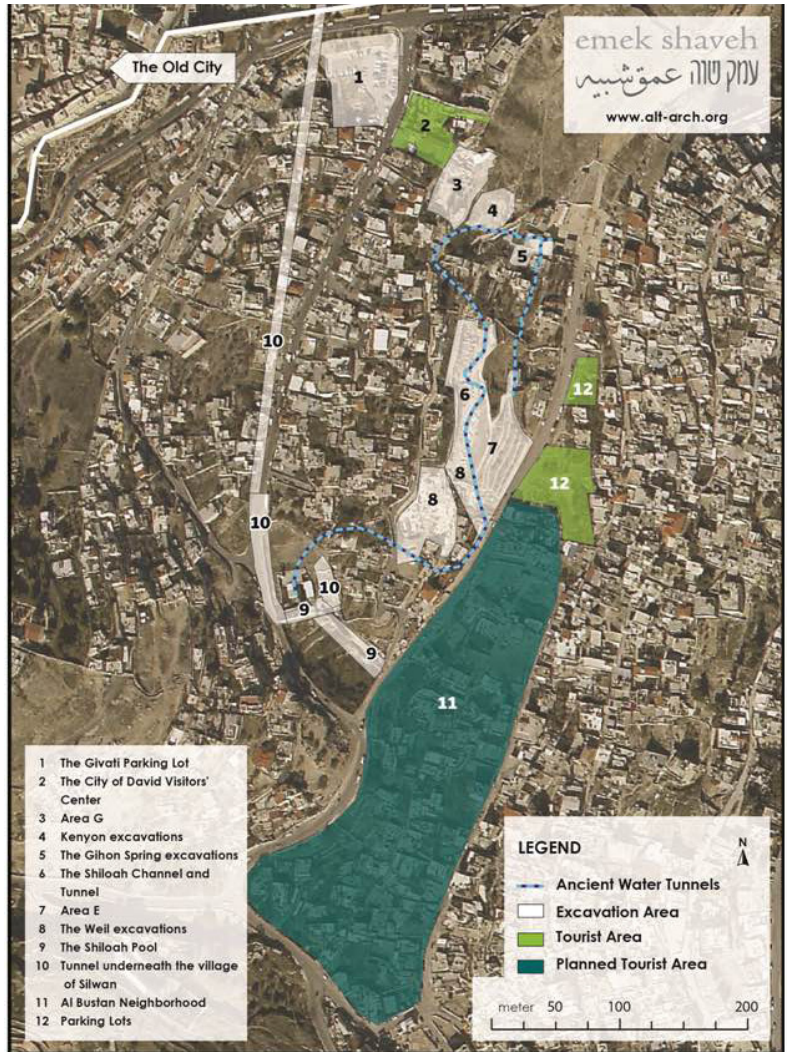 The Old City
emek shaveh
עמק שווה عمق شبيه
www.alt-arch.org
1
2
3
4
5
10
12
6
7
12
8
8
10
10
9
9
11
1 The Givati Parking Lot
2 The City of David Visitors'
Center
3 Area G
4 Kenyon excavations
5 The Gihon Spring excavations
6 The Shiloah Channel and
Tunnel
7 Area E
8 The Weil excavations
9 The Shiloah Pool
10 Tunnel underneath the village
of Silwan
11 Al Bustan Neighborhood
12 Parking Lots
LEGEND
N
Ancient Water Tunnels
Excavation Area
Tourist Area
Planned Tourist Area
meter 50 100 200